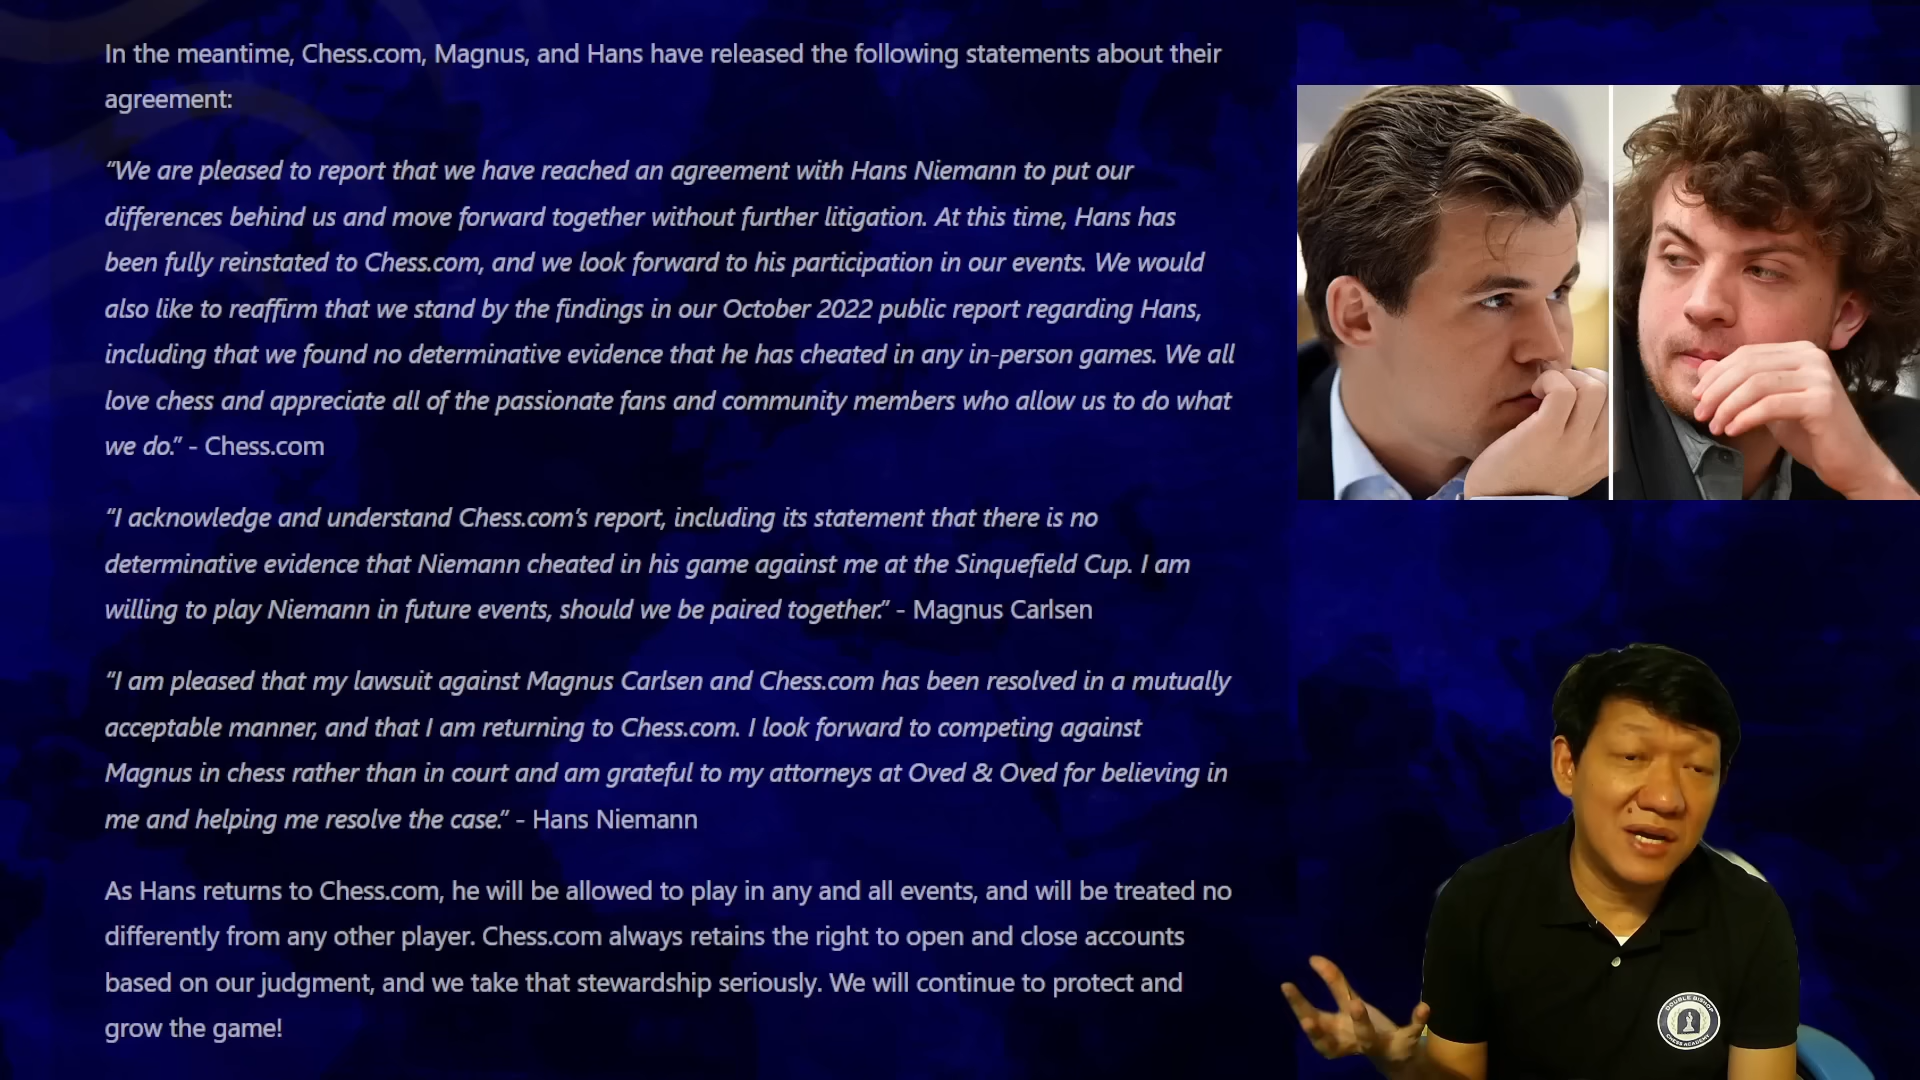 In the meantime, Chess.com, Magnus, and Hans have released the following statements about their
agreement:
“We are pleased to report that we have reached an agreement with Hans Niemann to put our
differences behind us and move forward together without further litigation. At this time, Hans has
been fully reinstated to Chess.com, and we look forward to his participation in our events. We would
also like to reaffirm that we stand by the findings in our October 2022 public report regarding Hans,
including that we found no determinative evidence that he has cheated in any in-person games. We all
love chess and appreciate all of the passionate fans and community members who allow us to do what
we do.” - Chess.com
“I acknowledge and understand Chess.com’s report, including its statement that there is no
determinative evidence that Niemann cheated in his game against me at the Sinquefield Cup. I am
willing to play Niemann in future events, should we be paired together.” - Magnus Carlsen
“I am pleased that my lawsuit against Magnus Carlsen and Chess.com has been resolved in a mutually
acceptable manner, and that I am returning to Chess.com. I look forward to competing against
Magnus in chess rather than in court and am grateful to my attorneys at Oved & Oved for believing in
me and helping me resolve the case.” - Hans Niemann
As Hans returns to Chess.com, he will be allowed to play in any and all events, and will be treated no
differently from any other player. Chess.com always retains the right to open and close accounts
based on our judgment, and we take that stewardship seriously. We will continue to protect and
grow the game!
DOUBLE BISHOP
CHESS ACADEMY